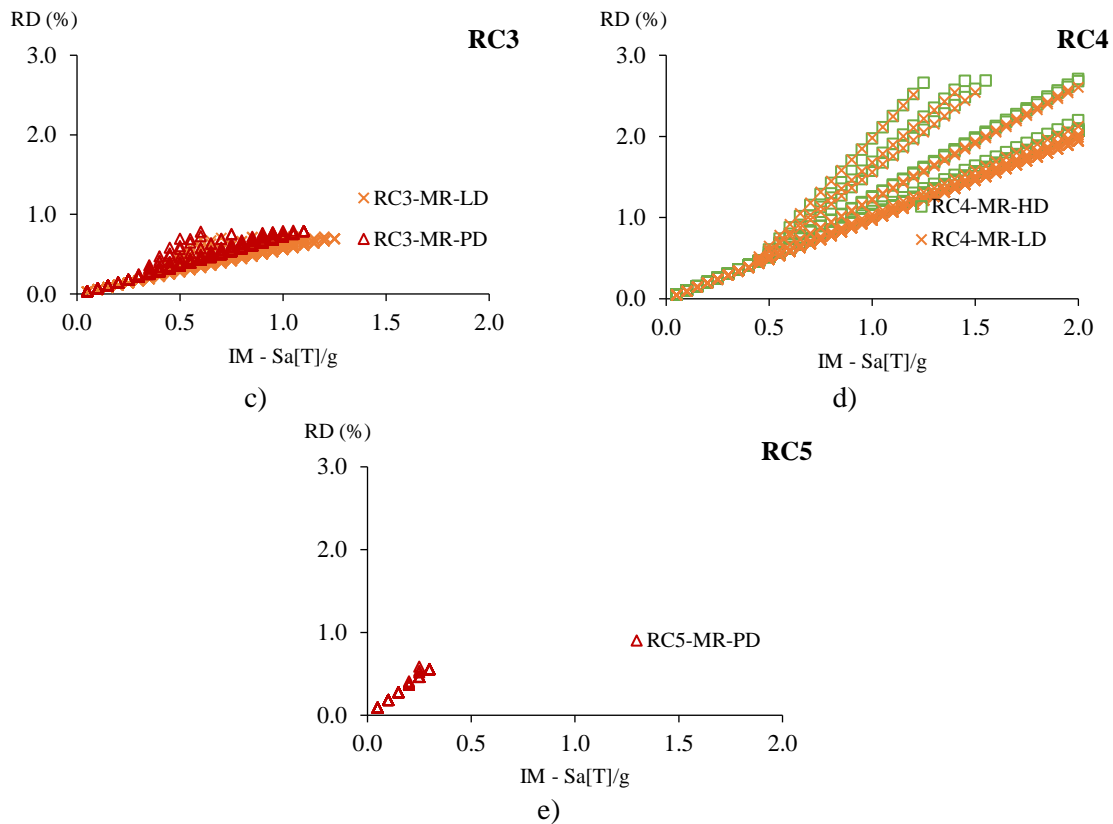 RD (%)
RC3
3.0
2.0
1.0
0.0
0.0 0.5 1.0 1.5 2.0
IM - Sa[T]/g
RC3-MR-LD
RC3-MR-PD
c)
RD (%)
RC4
3.0
2.0
1.0
0.0
0.0 0.5 1.0 1.5 2.0
IM - Sa[T]/g
RC4-MR-HD
RC4-MR-LD
d)
RD (%)
RC5
3.0
2.0
1.0
0.0
0.0 0.5 1.0 1.5 2.0
IM - Sa[T]/g
RC5-MR-PD
e)